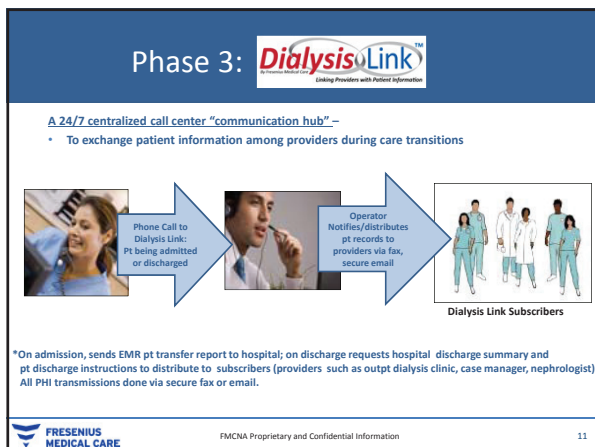 Phase 3:
Dialysis Link™
By Fresenius Medical Care
Linking Providers with Patient Information
A 24/7 centralized call center “communication hub” –
• To exchange patient information among providers during care transitions
Phone Call to
Dialysis Link:
Pt being admitted
or discharged
Operator
Notifies/distributes
pt records to
providers via fax,
secure email
Dialysis Link Subscribers
*On admission, sends EMR pt transfer report to hospital; on discharge requests hospital discharge summary and
pt discharge instructions to distribute to subscribers (providers such as outpt dialysis clinic, case manager, nephrologist)
All PHI transmissions done via secure fax or email.
FRESENIUS
MEDICAL CARE
FMCNA Proprietary and Confidential Information
11